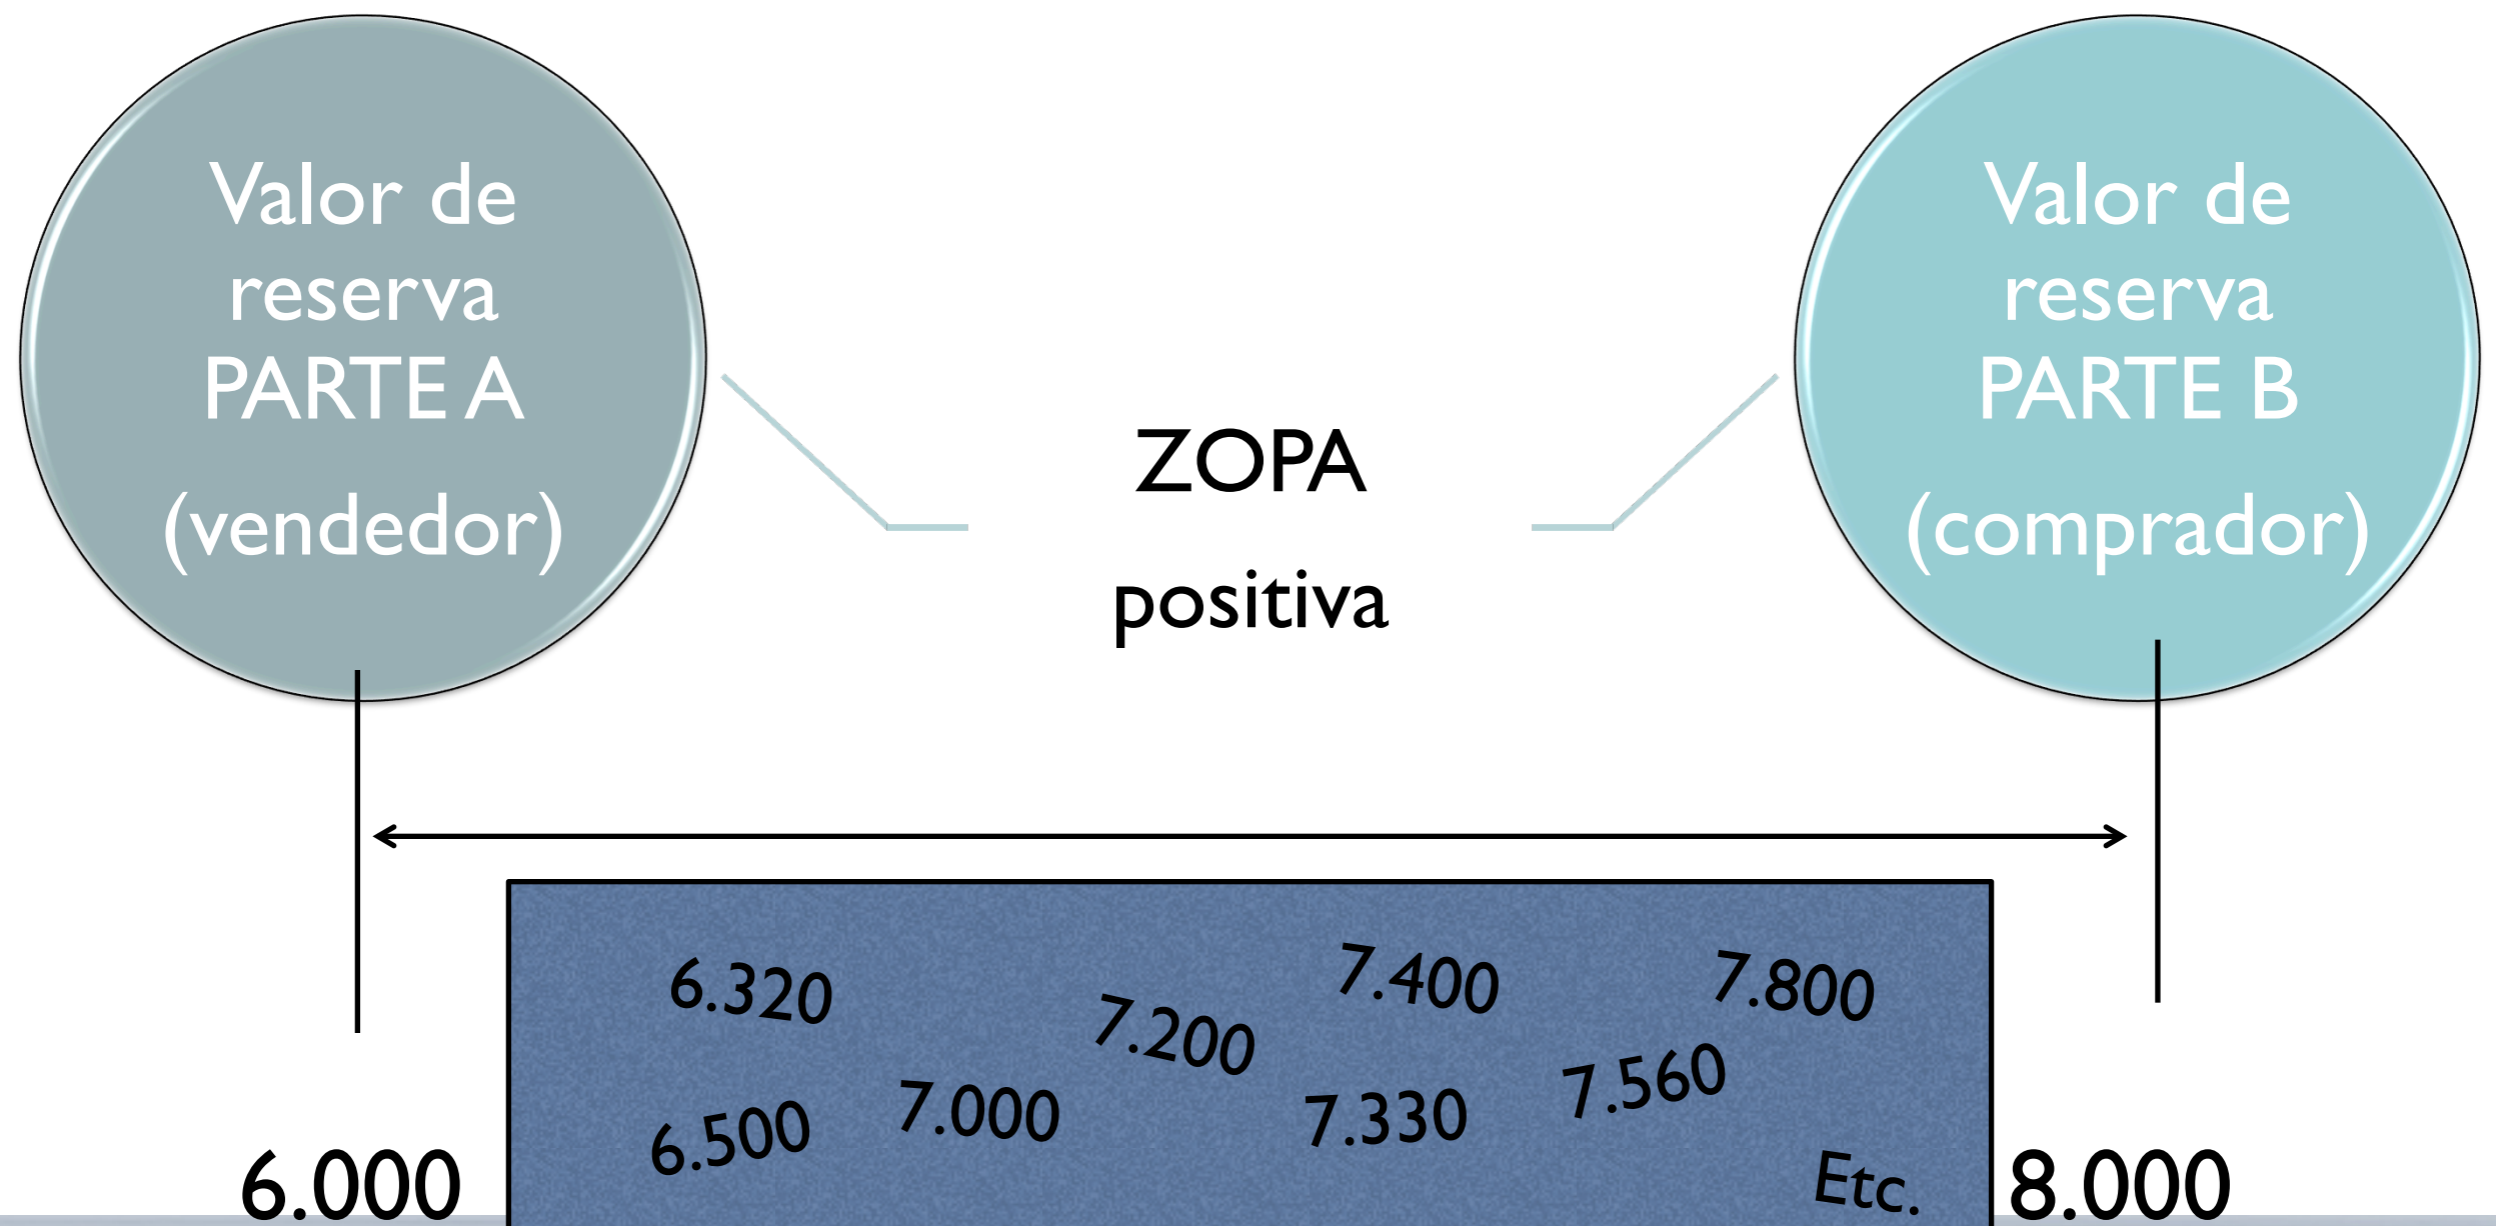 Valor de
reserva
PARTE A
(vendedor)
ZOPA
positiva
Valor de
reserva
PARTE B
(comprador)
6.320
7.200
7.400
7.800
6.500
7.000
7.330
7.560
Etc.
6.000
8.000